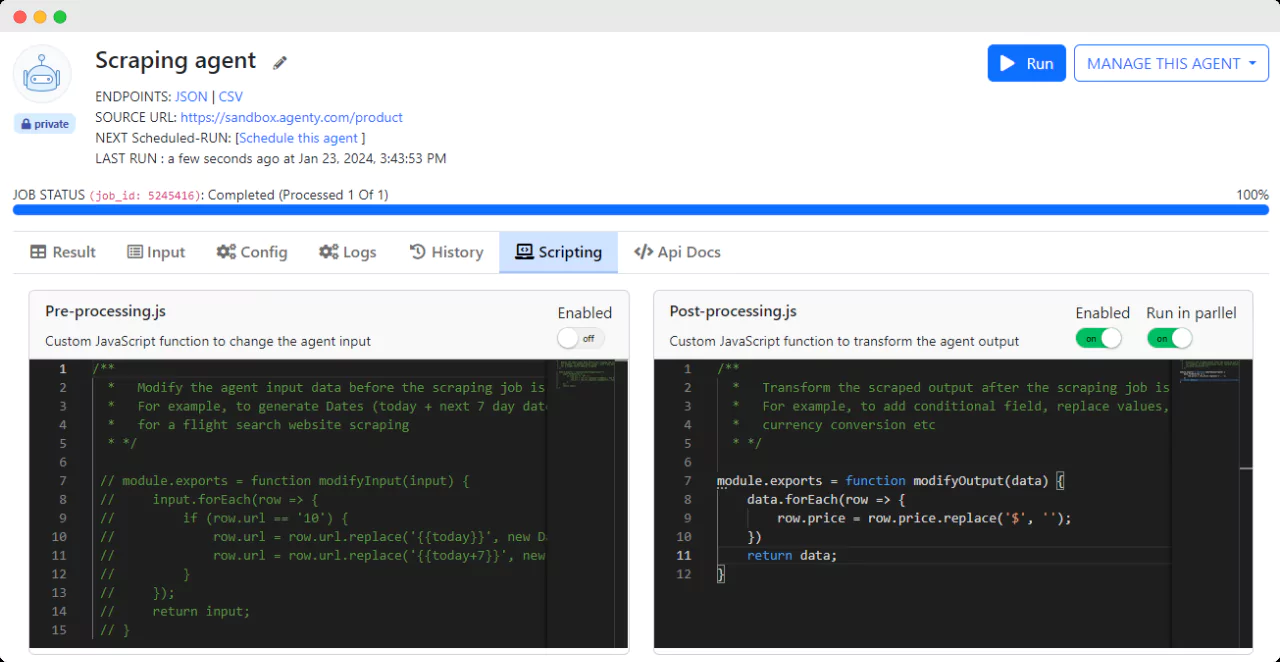 Scraping agent
Run
MANAGE THIS AGENT
ENDPOINTS: JSON | CSV
private
SOURCE URL: https://sandbox.agenty.com/product
NEXT Scheduled-RUN: [Schedule this agent ]
LAST RUN : a few seconds ago at Jan 23, 2024, 3:43:53 PM
JOB STATUS (job_id: 5245416): Completed (Processed 1 Of 1)
100%
Result Input Config Logs History Scripting </> Api Docs
Pre-processing.js
Enabled
Custom JavaScript function to change the agent input
off
1 /**
2 * Modify the agent input data before the scraping job is
3 * For example, to generate Dates (today + next 7 day dat
4 * for a flight search website scraping
5 * */
6
7 // module.exports = function modifyInput(input) {
8 // input.forEach(row => {
9 // if (row.url == '10') {
10 // row.url = row.url.replace('{{today}}', new D
11 // row.url = row.url.replace('{{today+7}}', new
12 // }
13 // });
14 // return input;
15 // }
Post-processing.js
Enabled
Run in parllel
Custom JavaScript function to transform the agent output
on
on
1 /**
2 * Transform the scraped output after the scraping job is
3 * For example, to add conditional field, replace values,
4 * currency conversion etc
5 * */
6
7 module.exports = function modifyOutput(data) {
8 data.forEach(row => {
9 row.price = row.price.replace('$', '');
10 })
11 return data;
12 }